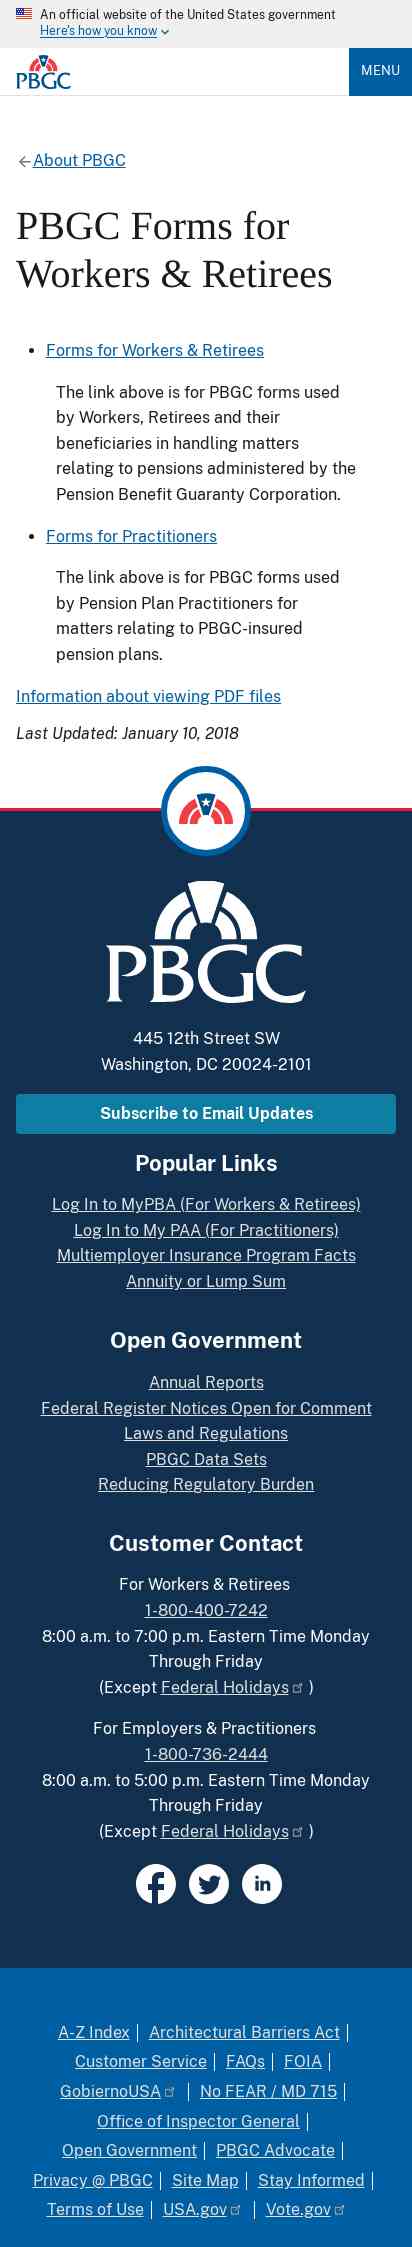 An official website of the United States government
Here's how you know
PBGC
MENU
About PBGC
PBGC Forms for
Workers & Retirees
Forms for Workers & Retirees
The link above is for PBGC forms used
by Workers, Retirees and their
beneficiaries in handling matters
relating to pensions administered by the
Pension Benefit Guaranty Corporation.
Forms for Practitioners
The link above is for PBGC forms used
by Pension Plan Practitioners for
matters relating to PBGC-insured
pension plans.
Information about viewing PDF files
Last Updated: January 10, 2018
PBGC
445 12th Street SW
Washington, DC 20024-2101
Subscribe to Email Updates
Popular Links
Log In to MyPBA (For Workers & Retirees)
Log In to My PAA (For Practitioners)
Multiemployer Insurance Program Facts
Annuity or Lump Sum
Open Government
Annual Reports
Federal Register Notices Open for Comment
Laws and Regulations
PBGC Data Sets
Reducing Regulatory Burden
Customer Contact
For Workers & Retirees
1-800-400-7242
8:00 a.m. to 7:00 p.m. Eastern Time Monday
Through Friday
(Except Federal Holidays )
For Employers & Practitioners
1-800-736-2444
8:00 a.m. to 5:00 p.m. Eastern Time Monday
Through Friday
(Except Federal Holidays )
A-Z Index | Architectural Barriers Act |
Customer Service | FAQs | FOIA |
GobiernoUSA | No FEAR / MD 715 |
Office of Inspector General |
Open Government | PBGC Advocate |
Privacy @ PBGC | Site Map | Stay Informed |
Terms of Use | USA.gov | Vote.gov